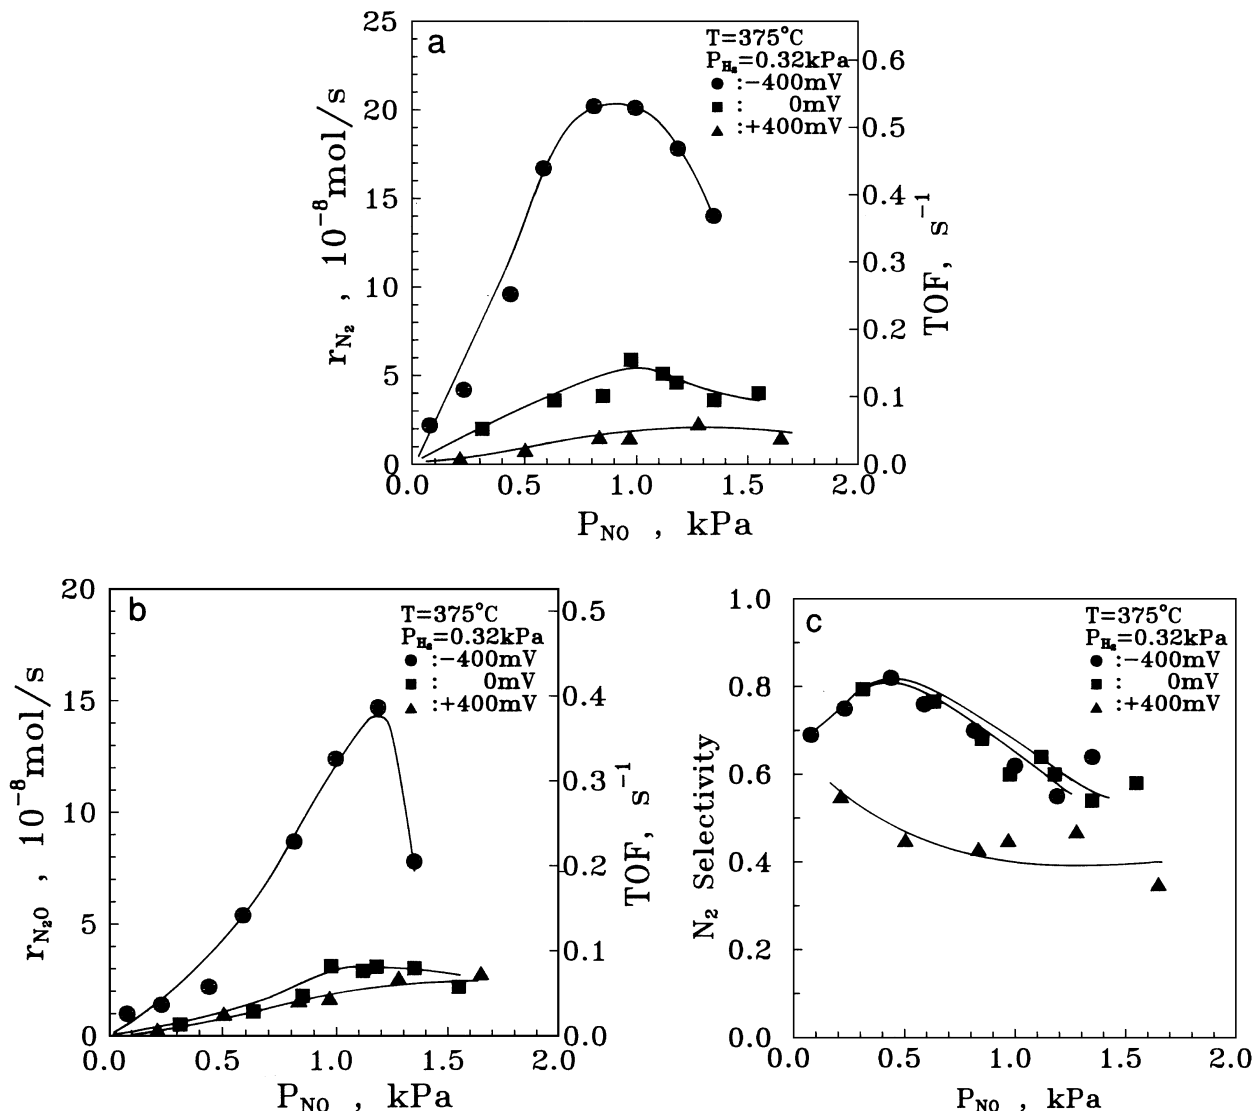 a
25
20
15
10
5
0
r_N₂ , 10⁻⁸mol/s
T=375°C
P_H₂=0.32kPa
:−400mV
: 0mV
:+400mV
0.6
0.5
0.4
0.3
0.2
0.1
0.0
TOF, s⁻¹
0.0 0.5 1.0 1.5 2.0
P_NO , kPa
b
20
15
10
5
0
r_N₂O , 10⁻⁸mol/s
T=375°C
P_H₂=0.32kPa
:−400mV
: 0mV
:+400mV
0.5
0.4
0.3
0.2
0.1
0.0
TOF, s⁻¹
0.0 0.5 1.0 1.5 2.0
P_NO , kPa
c
1.0
0.8
0.6
0.4
0.2
0.0
N₂ Selectivity
T=375°C
P_H₂=0.32kPa
:−400mV
: 0mV
:+400mV
0.0 0.5 1.0 1.5 2.0
P_NO , kPa